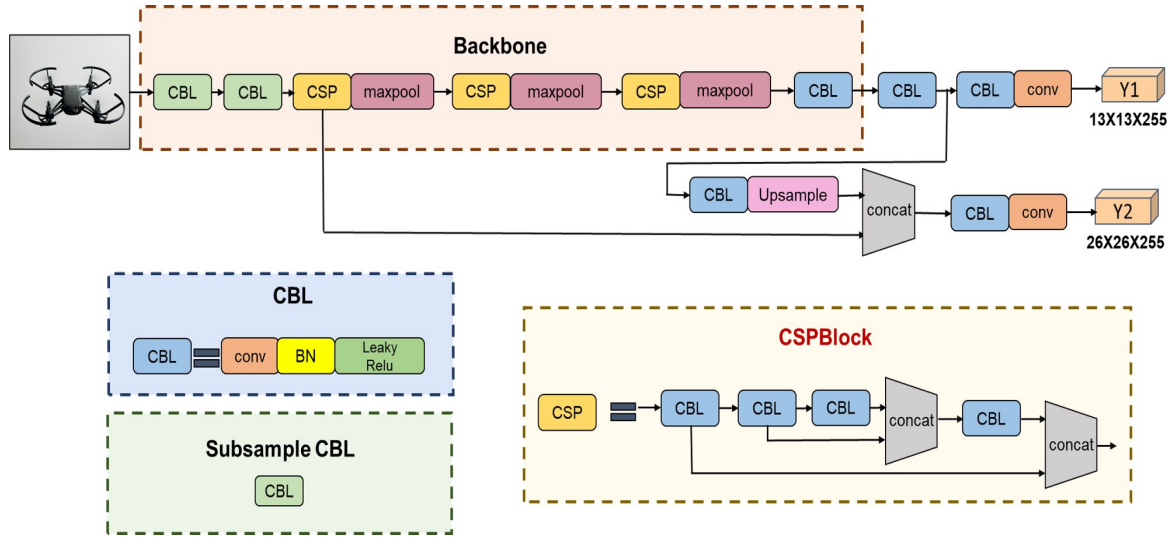 Backbone
CBL CBL CSP maxpool CSP maxpool CSP maxpool CBL CBL CBL conv Y1
13X13X255
CBL Upsample concat CBL conv Y2
26X26X255
CBL
CBL conv BN Leaky
Relu
Subsample CBL
CBL
CSPBlock
CSP CBL CBL CBL concat CBL concat